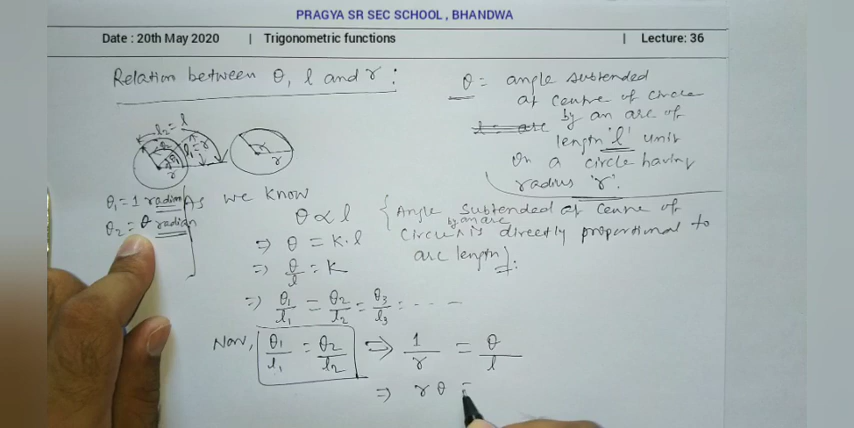 PRAGYA SR SEC SCHOOL, BHANDWA
Date : 20th May 2020 | Trigonometric functions | Lecture: 36
Relation between θ, l and r :
θ = angle subtended
at centre of circle
by an arc of
length 'l' unit
on a circle having
radius 'r'.
l₂ = l
l₁ = r
r
r
r
θ₁ = 1 radian
θ₂ = θ radian
As we know
θ ∝ l { Angle subtended at centre of
circle by an arc is directly proportional to
arc length }.
⇒ θ = K.l
⇒ θ/l = K
⇒ θ₁/l₁ = θ₂/l₂ = θ₃/l₃ = - - - -
Now, θ₁/l₁ = θ₂/l₂ ⇒ 1/r = θ/l
⇒ r θ =